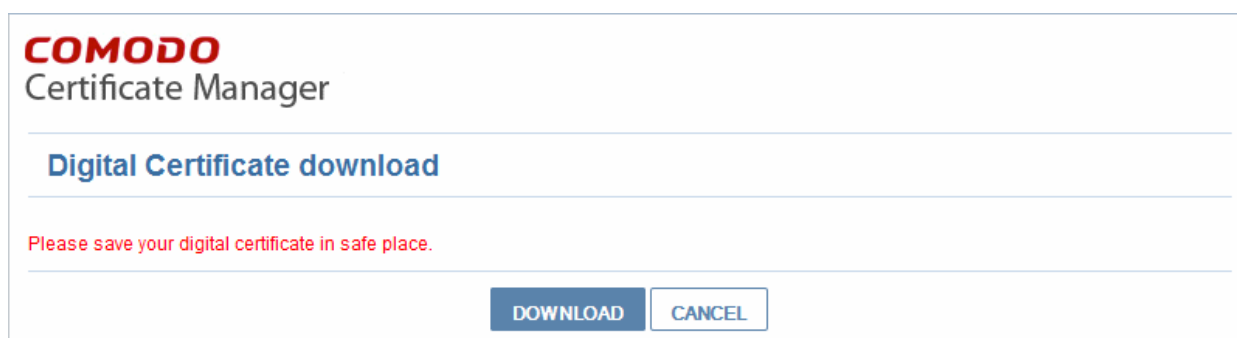 COMODO
Certificate Manager
Digital Certificate download
Please save your digital certificate in safe place.
DOWNLOAD CANCEL